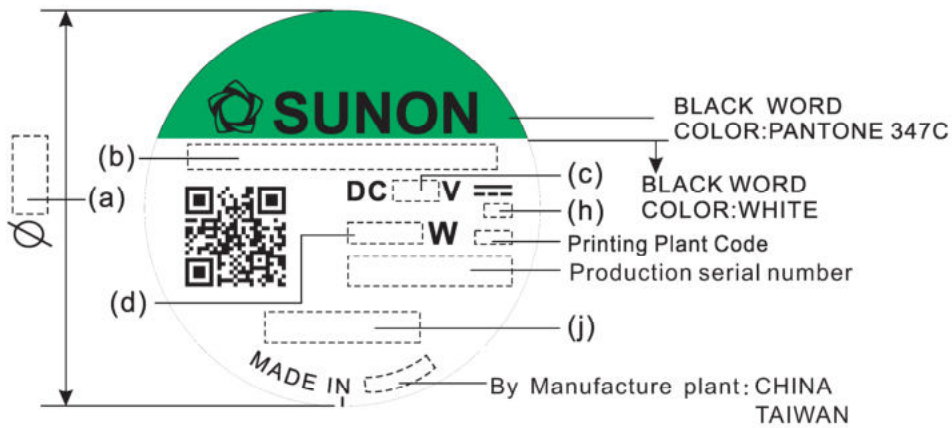 SUNON
BLACK WORD
COLOR:PANTONE 347C
(b)
(a)
DC V
(c)
BLACK WORD
COLOR:WHITE
(h)
W
Printing Plant Code
Production serial number
(d)
(j)
MADE IN
By Manufacture plant: CHINA
TAIWAN
Ø